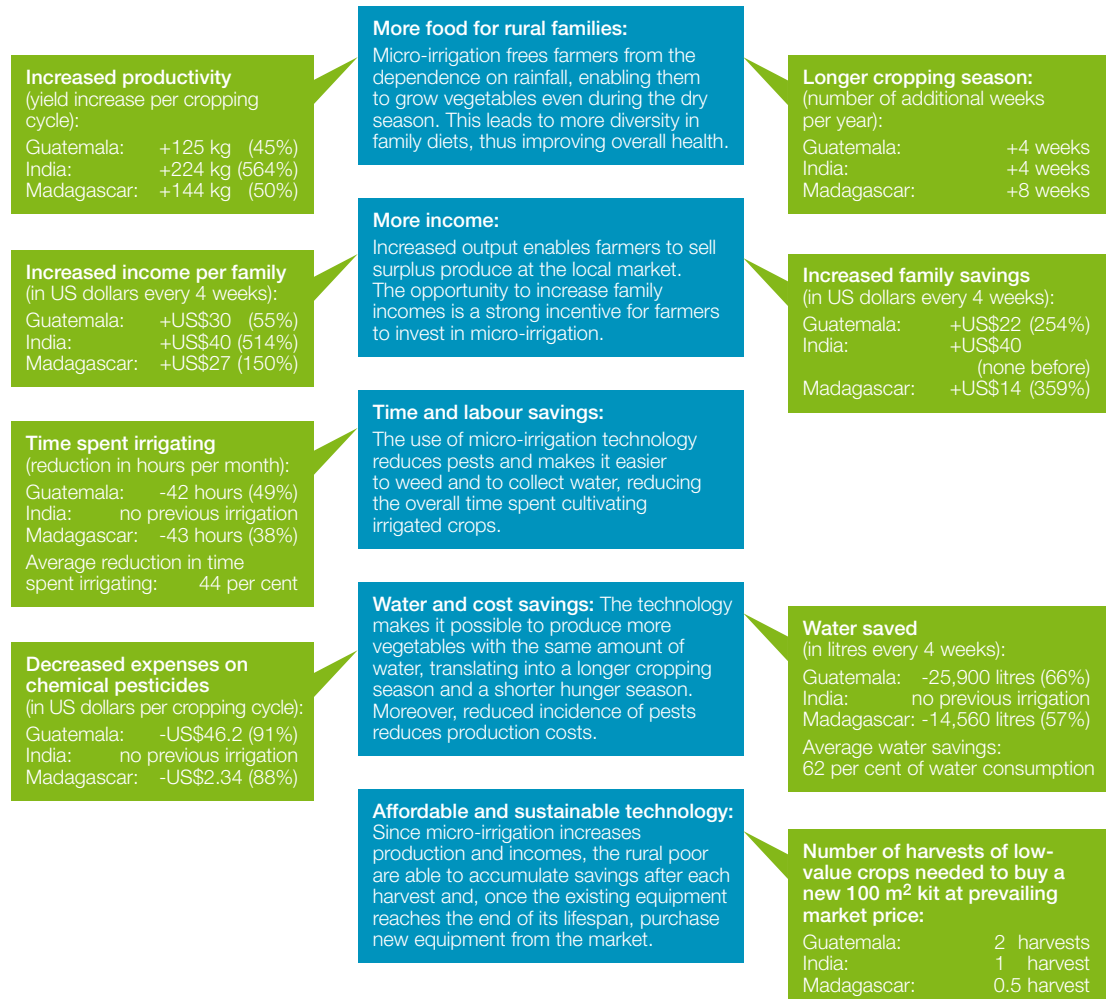 More food for rural families:
Micro-irrigation frees farmers from the
dependence on rainfall, enabling them
to grow vegetables even during the dry
season. This leads to more diversity in
family diets, thus improving overall health.
Increased productivity
(yield increase per cropping
cycle):
Guatemala: +125 kg (45%)
India: +224 kg (564%)
Madagascar: +144 kg (50%)
Longer cropping season:
(number of additional weeks
per year):
Guatemala: +4 weeks
India: +4 weeks
Madagascar: +8 weeks
More income:
Increased output enables farmers to sell
surplus produce at the local market.
The opportunity to increase family
incomes is a strong incentive for farmers
to invest in micro-irrigation.
Increased income per family
(in US dollars every 4 weeks):
Guatemala: +US$30 (55%)
India: +US$40 (514%)
Madagascar: +US$27 (150%)
Increased family savings
(in US dollars every 4 weeks):
Guatemala: +US$22 (254%)
India: +US$40
(none before)
Madagascar: +US$14 (359%)
Time and labour savings:
The use of micro-irrigation technology
reduces pests and makes it easier
to weed and to collect water, reducing
the overall time spent cultivating
irrigated crops.
Time spent irrigating
(reduction in hours per month):
Guatemala: -42 hours (49%)
India: no previous irrigation
Madagascar: -43 hours (38%)
Average reduction in time
spent irrigating: 44 per cent
Water and cost savings: The technology
makes it possible to produce more
vegetables with the same amount of
water, translating into a longer cropping
season and a shorter hunger season.
Moreover, reduced incidence of pests
reduces production costs.
Decreased expenses on
chemical pesticides
(in US dollars per cropping cycle):
Guatemala: -US$46.2 (91%)
India: no previous irrigation
Madagascar: -US$2.34 (88%)
Water saved
(in litres every 4 weeks):
Guatemala: -25,900 litres (66%)
India: no previous irrigation
Madagascar: -14,560 litres (57%)
Average water savings:
62 per cent of water consumption
Affordable and sustainable technology:
Since micro-irrigation increases
production and incomes, the rural poor
are able to accumulate savings after each
harvest and, once the existing equipment
reaches the end of its lifespan, purchase
new equipment from the market.
Number of harvests of low-
value crops needed to buy a
new 100 m² kit at prevailing
market price:
Guatemala: 2 harvests
India: 1 harvest
Madagascar: 0.5 harvest